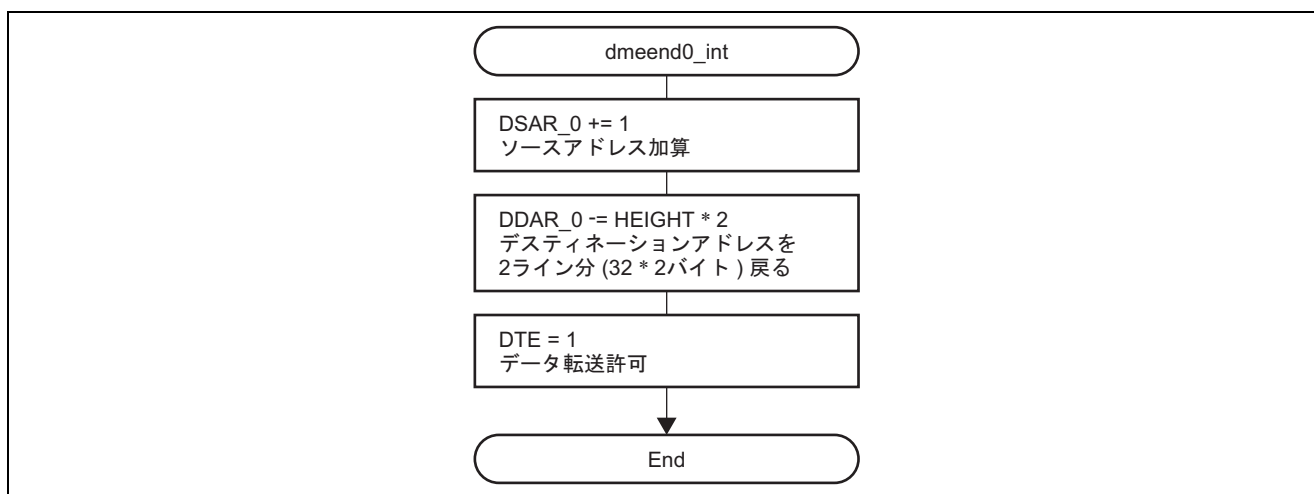 dmeend0_int
DSAR_0 += 1
ソースアドレス加算
DDAR_0 -= HEIGHT * 2
デスティネーションアドレスを
2ライン分 (32 * 2バイト ) 戻る
DTE = 1
データ転送許可
End